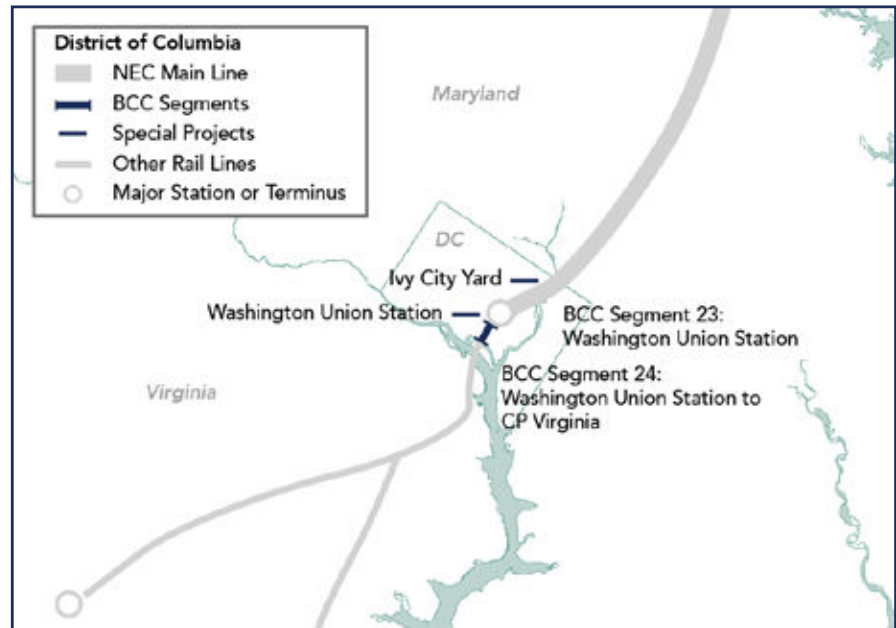 District of Columbia
NEC Main Line
BCC Segments
Special Projects
Other Rail Lines
Major Station or Terminus
Maryland
DC
Ivy City Yard
Washington Union Station
BCC Segment 23:
Washington Union Station
BCC Segment 24:
Washington Union Station to
CP Virginia
Virginia